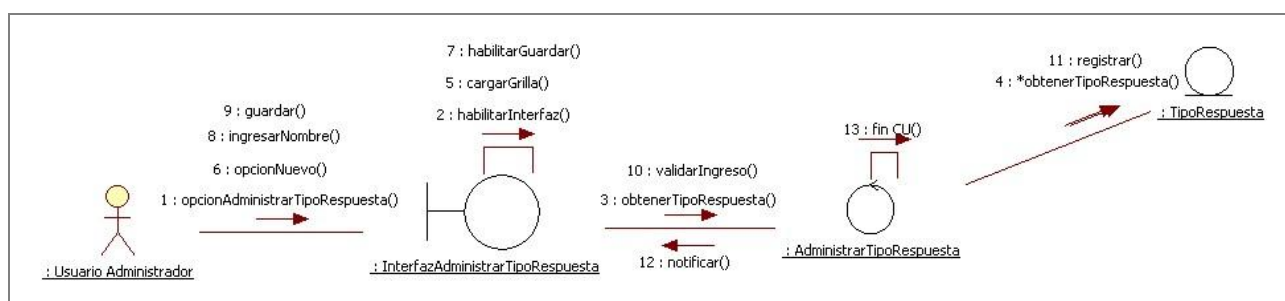 7 : habilitarGuardar()
5 : cargarGrilla()
2 : habilitarInterfaz()
9 : guardar()
8 : ingresarNombre()
6 : opcionNuevo()
1 : opcionAdministrarTipoRespuesta()
11 : registrar()
4 : *obtenerTipoRespuesta()
13 : fin CU()
10 : validarIngreso()
3 : obtenerTipoRespuesta()
12 : notificar()
: Usuario Administrador
: InterfazAdministrarTipoRespuesta
: AdministrarTipoRespuesta
: TipoRespuesta